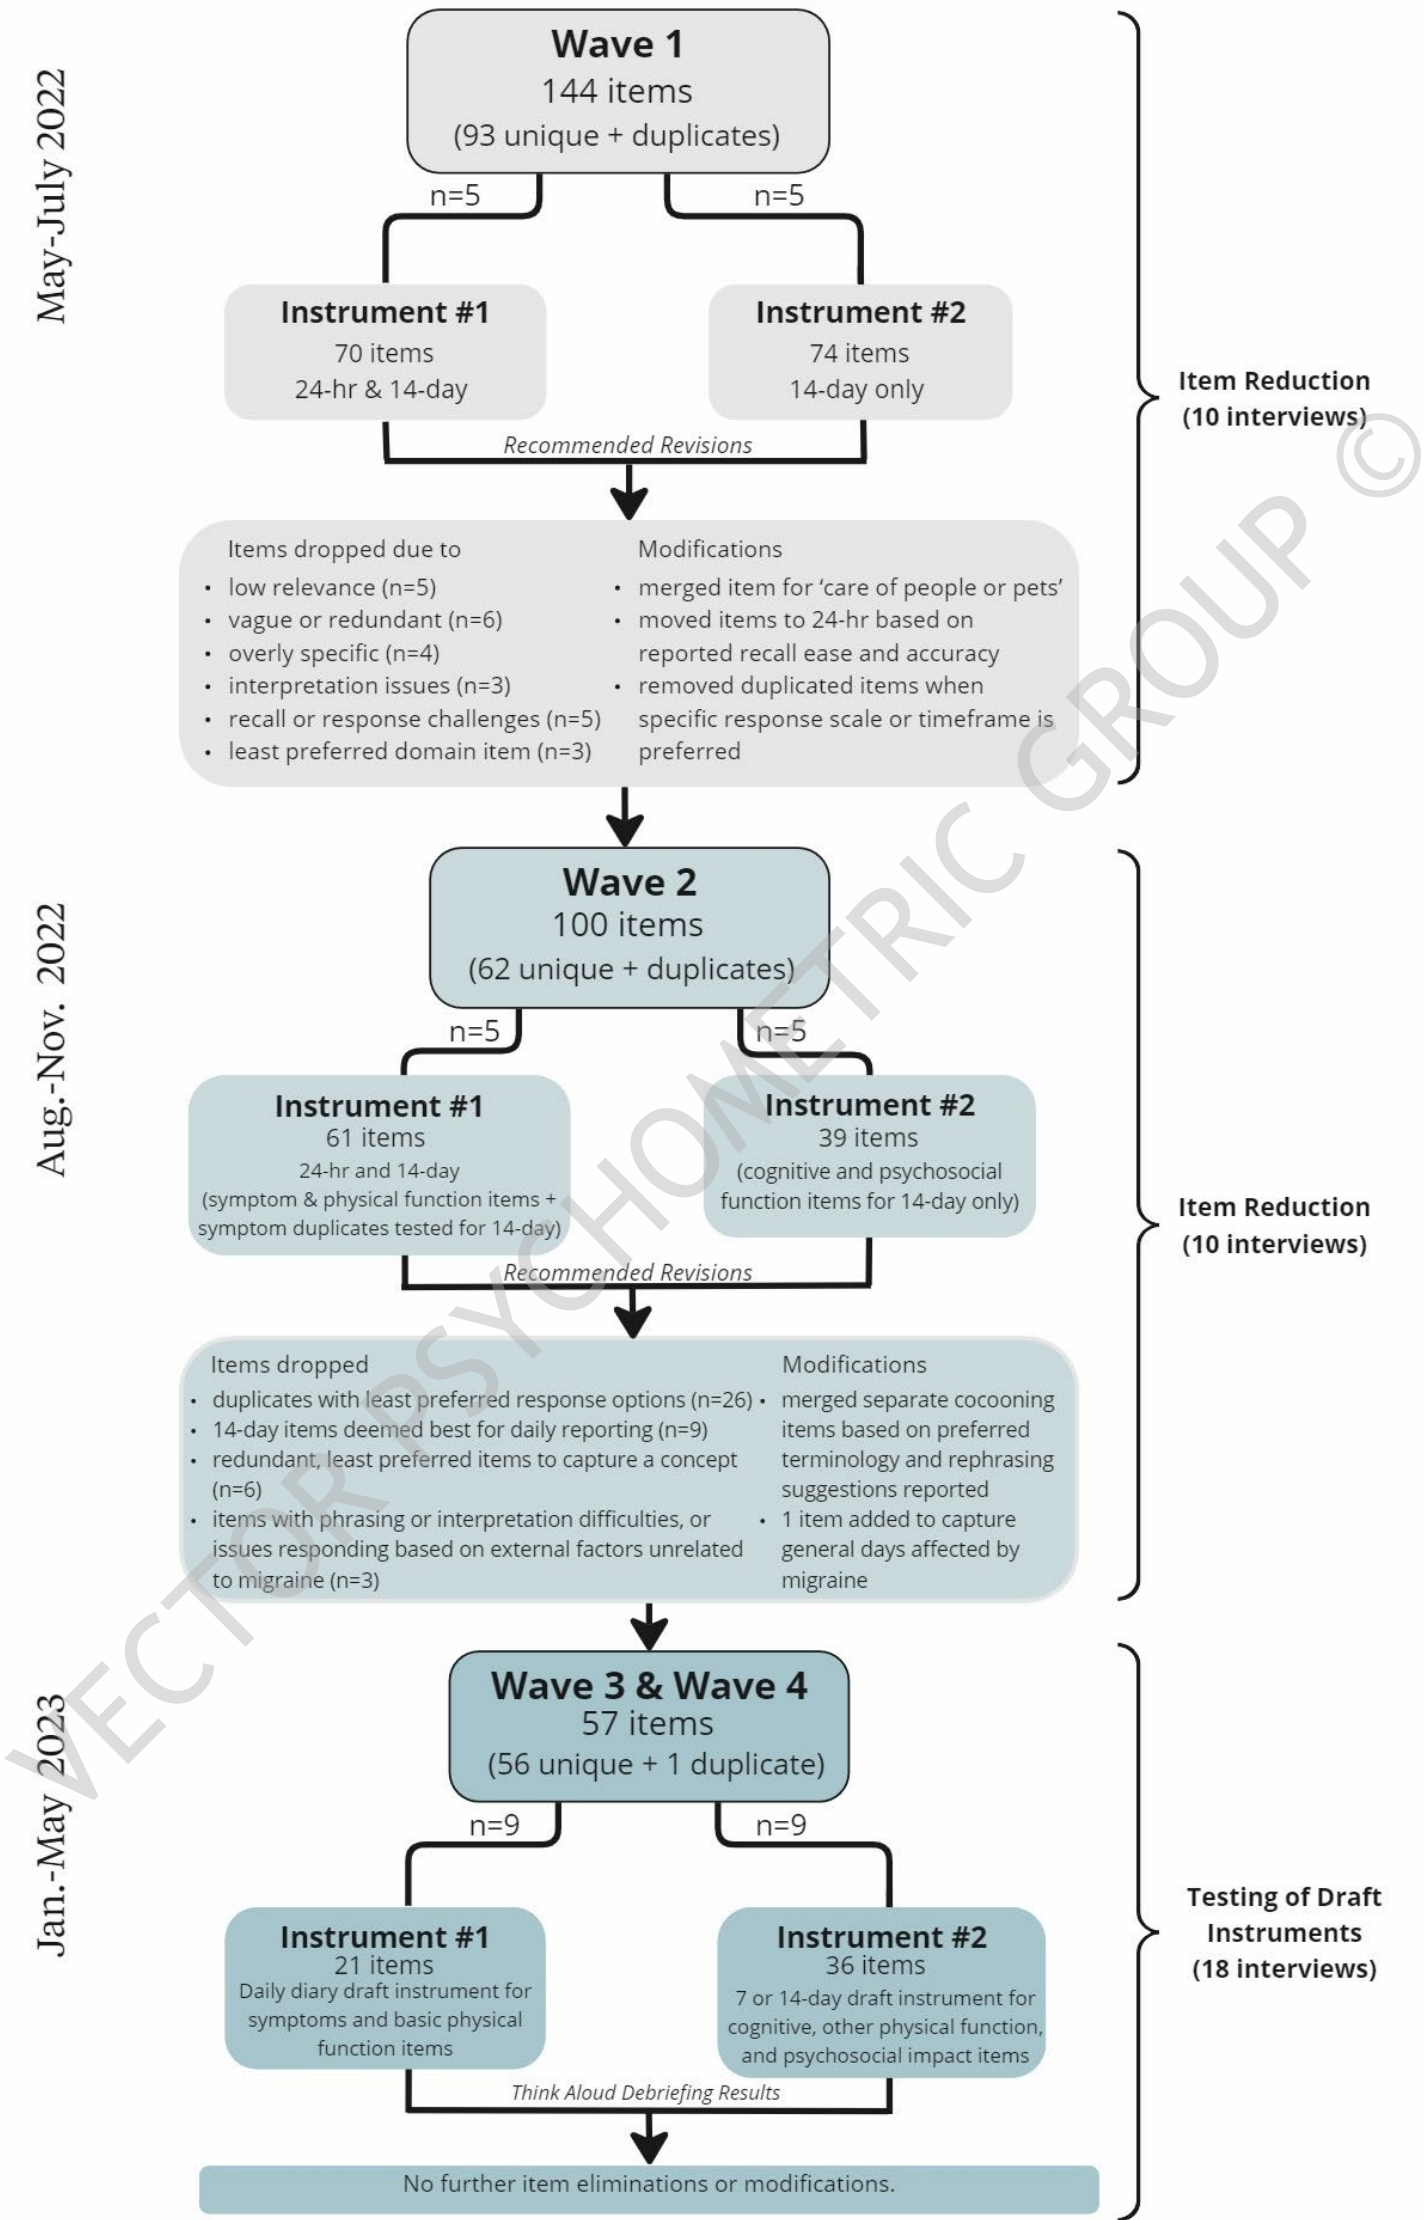 May-July 2022
Wave 1
144 items
(93 unique + duplicates)
n=5
n=5
Instrument #1
70 items
24-hr & 14-day
Instrument #2
74 items
14-day only
Recommended Revisions
Item Reduction
(10 interviews)
Items dropped due to
• low relevance (n=5)
• vague or redundant (n=6)
• overly specific (n=4)
• interpretation issues (n=3)
• recall or response challenges (n=5)
• least preferred domain item (n=3)
Modifications
• merged item for ‘care of people or pets’
• moved items to 24-hr based on
reported recall ease and accuracy
• removed duplicated items when
specific response scale or timeframe is
preferred
Aug.-Nov. 2022
Wave 2
100 items
(62 unique + duplicates)
n=5
n=5
Instrument #1
61 items
24-hr and 14-day
(symptom & physical function items +
symptom duplicates tested for 14-day)
Instrument #2
39 items
(cognitive and psychosocial
function items for 14-day only)
Recommended Revisions
Item Reduction
(10 interviews)
Items dropped
• duplicates with least preferred response options (n=26)
• 14-day items deemed best for daily reporting (n=9)
• redundant, least preferred items to capture a concept
(n=6)
• items with phrasing or interpretation difficulties, or
issues responding based on external factors unrelated
to migraine (n=3)
Modifications
• merged separate cocooning
items based on preferred
terminology and rephrasing
suggestions reported
• 1 item added to capture
general days affected by
migraine
Jan.-May 2023
Wave 3 & Wave 4
57 items
(56 unique + 1 duplicate)
n=9
n=9
Instrument #1
21 items
Daily diary draft instrument for
symptoms and basic physical
function items
Instrument #2
36 items
7 or 14-day draft instrument for
cognitive, other physical function,
and psychosocial impact items
Think Aloud Debriefing Results
Testing of Draft
Instruments
(18 interviews)
No further item eliminations or modifications.
VECTOR PSYCHOMETRIC GROUP ©